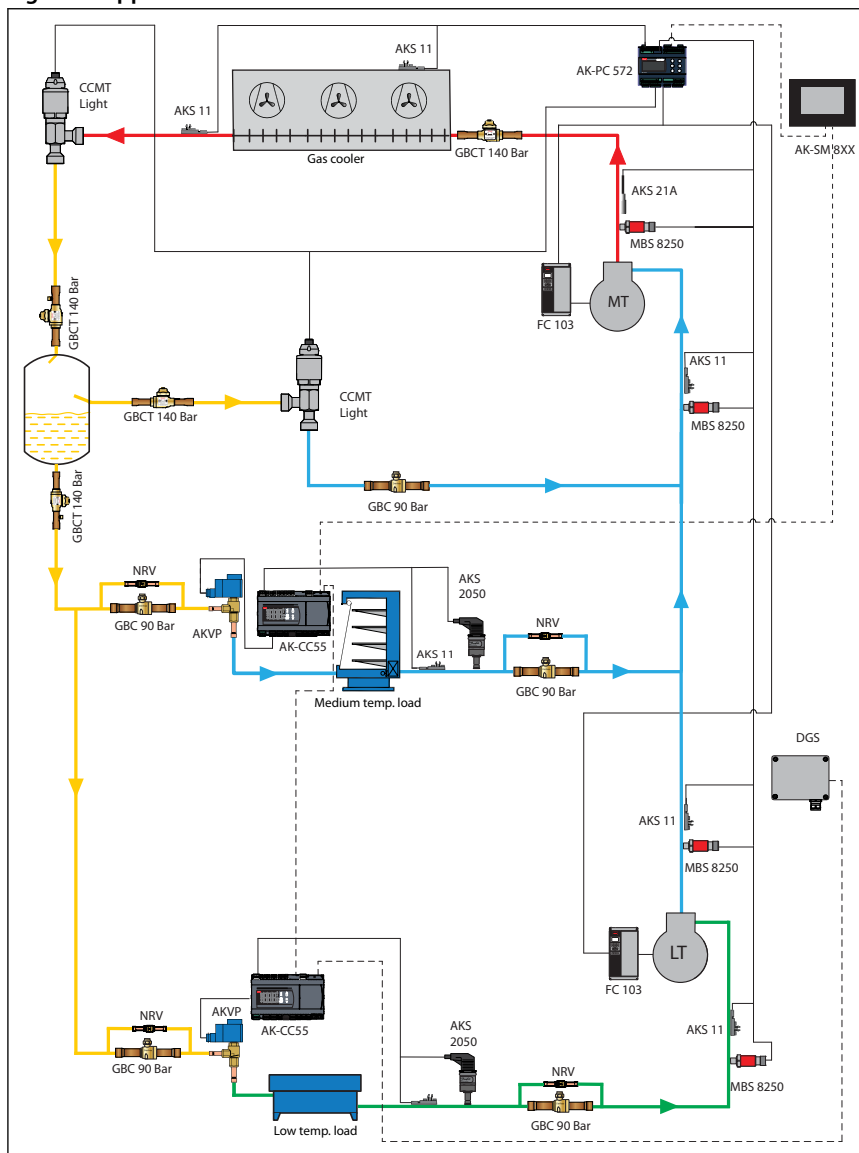 CCMT
Light
AKS 11
AKS 11
Gas cooler
GBCT 140 Bar
AK-PC 572
AK-SM 8XX
AKS 21A
MBS 8250
FC 103
MT
GBCT 140 Bar
GBCT 140 Bar
CCMT
Light
AKS 11
MBS 8250
GBCT 140 Bar
GBC 90 Bar
NRV
GBC 90 Bar
AKVP
AK-CC55
Medium temp. load
AKS 11
AKS
2050
NRV
GBC 90 Bar
DGS
AKS 11
MBS 8250
FC 103
LT
NRV
GBC 90 Bar
AKVP
AK-CC55
Low temp. load
AKS
2050
NRV
GBC 90 Bar
AKS 11
MBS 8250